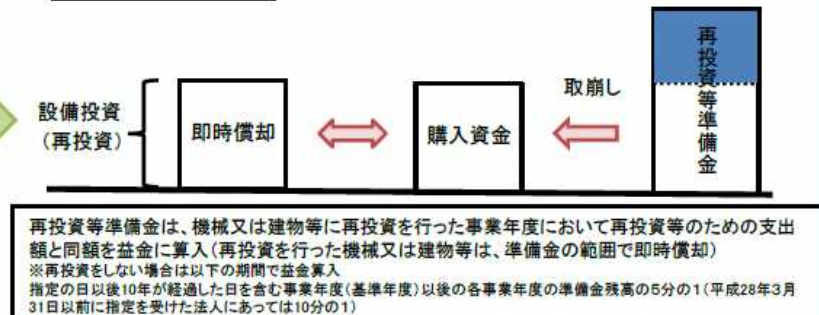 設備投資
（再投資）
即時償却
購入資金
取崩し
再投資等準備金
再投資等準備金は、機械又は建物等に再投資を行った事業年度において再投資等のための支出
額と同額を益金に算入(再投資を行った機械又は建物等は、準備金の範囲で即時償却)
※再投資をしない場合は以下の期間で益金算入
指定の日以後10年が経過した日を含む事業年度(基準年度)以後の各事業年度の準備金残高の5分の1(平成28年3月
31日以前に指定を受けた法人にあっては10分の1)